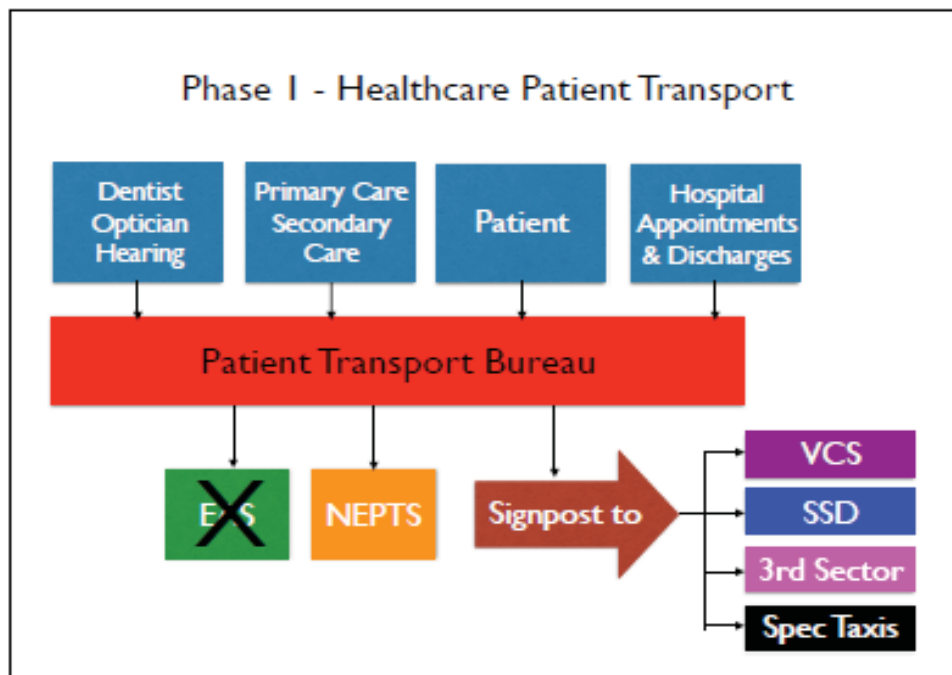 Phase 1 - Healthcare Patient Transport
Dentist
Optician
Hearing
Primary Care
Secondary
Care
Patient
Hospital
Appointments
& Discharges
Patient Transport Bureau
NEPTS
Signpost to
VCS
SSD
3rd Sector
Spec Taxis